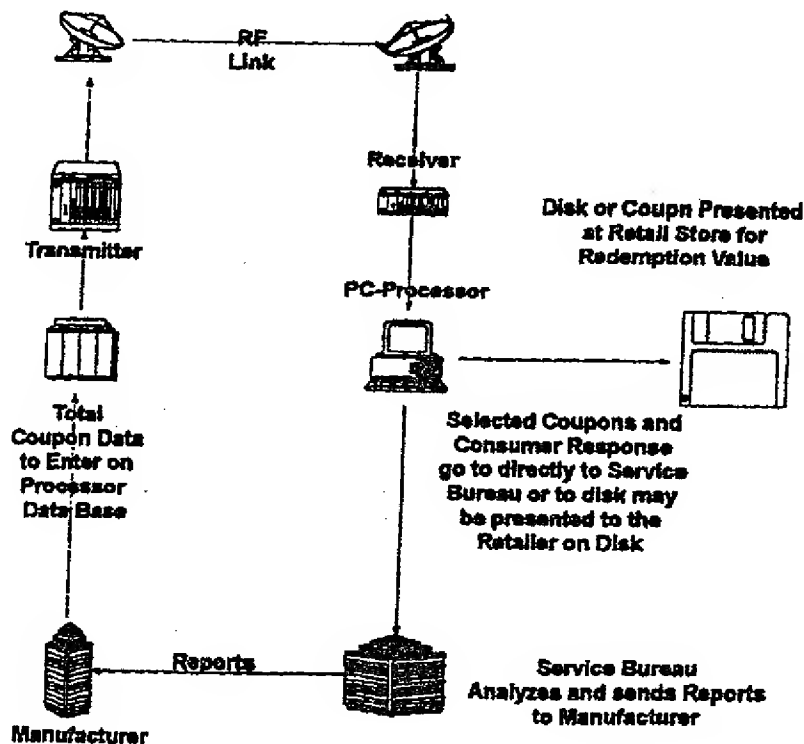 RF
Link
Receiver
Disk or Coupn Presented
at Retail Store for
Redemption Value
Transmitter
PC-Processor
Total
Coupon Data
to Enter on
Processor
Data Base
Selected Coupons and
Consumer Response
go to directly to Service
Bureau or to disk may
be presented to the
Retailer on Disk
Reports
Service Bureau
Analyzes and sends Reports
to Manufacturer
Manufacturer